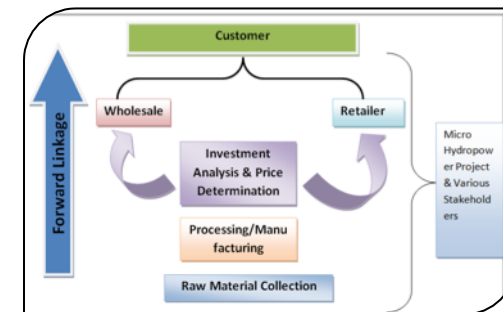 Customer
Wholesale
Retailer
Forward Linkage
Investment
Analysis & Price
Determination
Micro
Hydropow
er Project
& Various
Stakehold
ers
Processing/Manu
facturing
Raw Material Collection